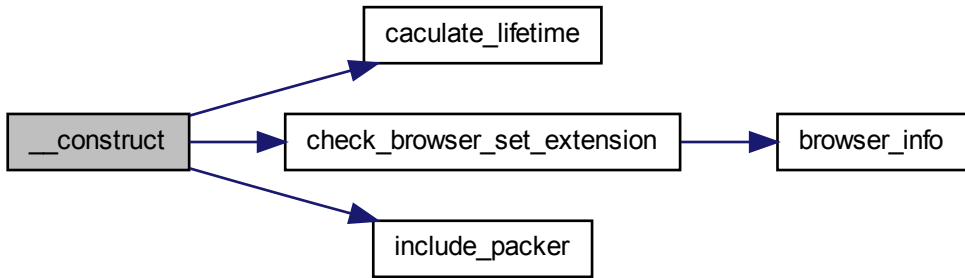 caculate_lifetime
__construct
check_browser_set_extension
browser_info
include_packer